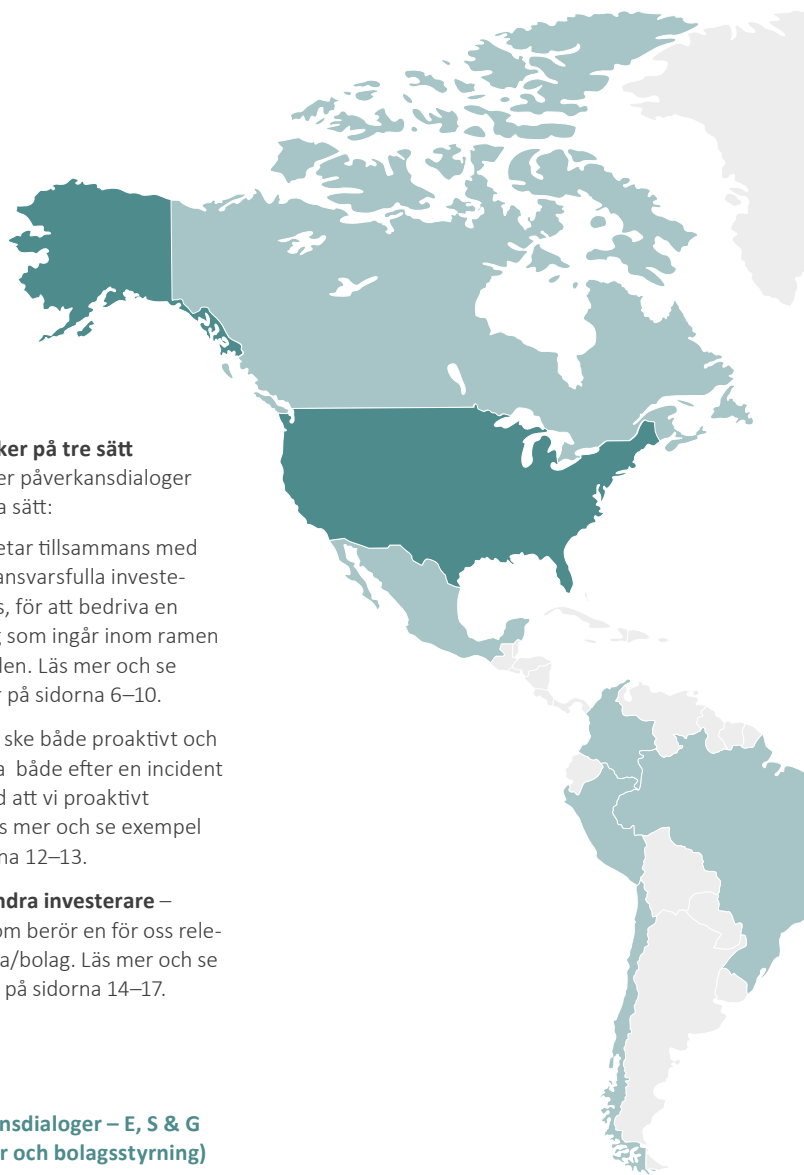 ker på tre sätt
er påverkansdialoger
a sätt:
etar tillsammans med
ansvarsfulla investe-
s, för att bedriva en
g som ingår inom ramen
len. Läs mer och se
r på sidorna 6–10.
ske både proaktivt och
a både efter en incident
d att vi proaktivt
s mer och se exempel
na 12–13.
ndra investerare –
om berör en för oss rele-
a/bolag. Läs mer och se
på sidorna 14–17.
nsdialoger – E, S & G
r och bolagsstyrning)